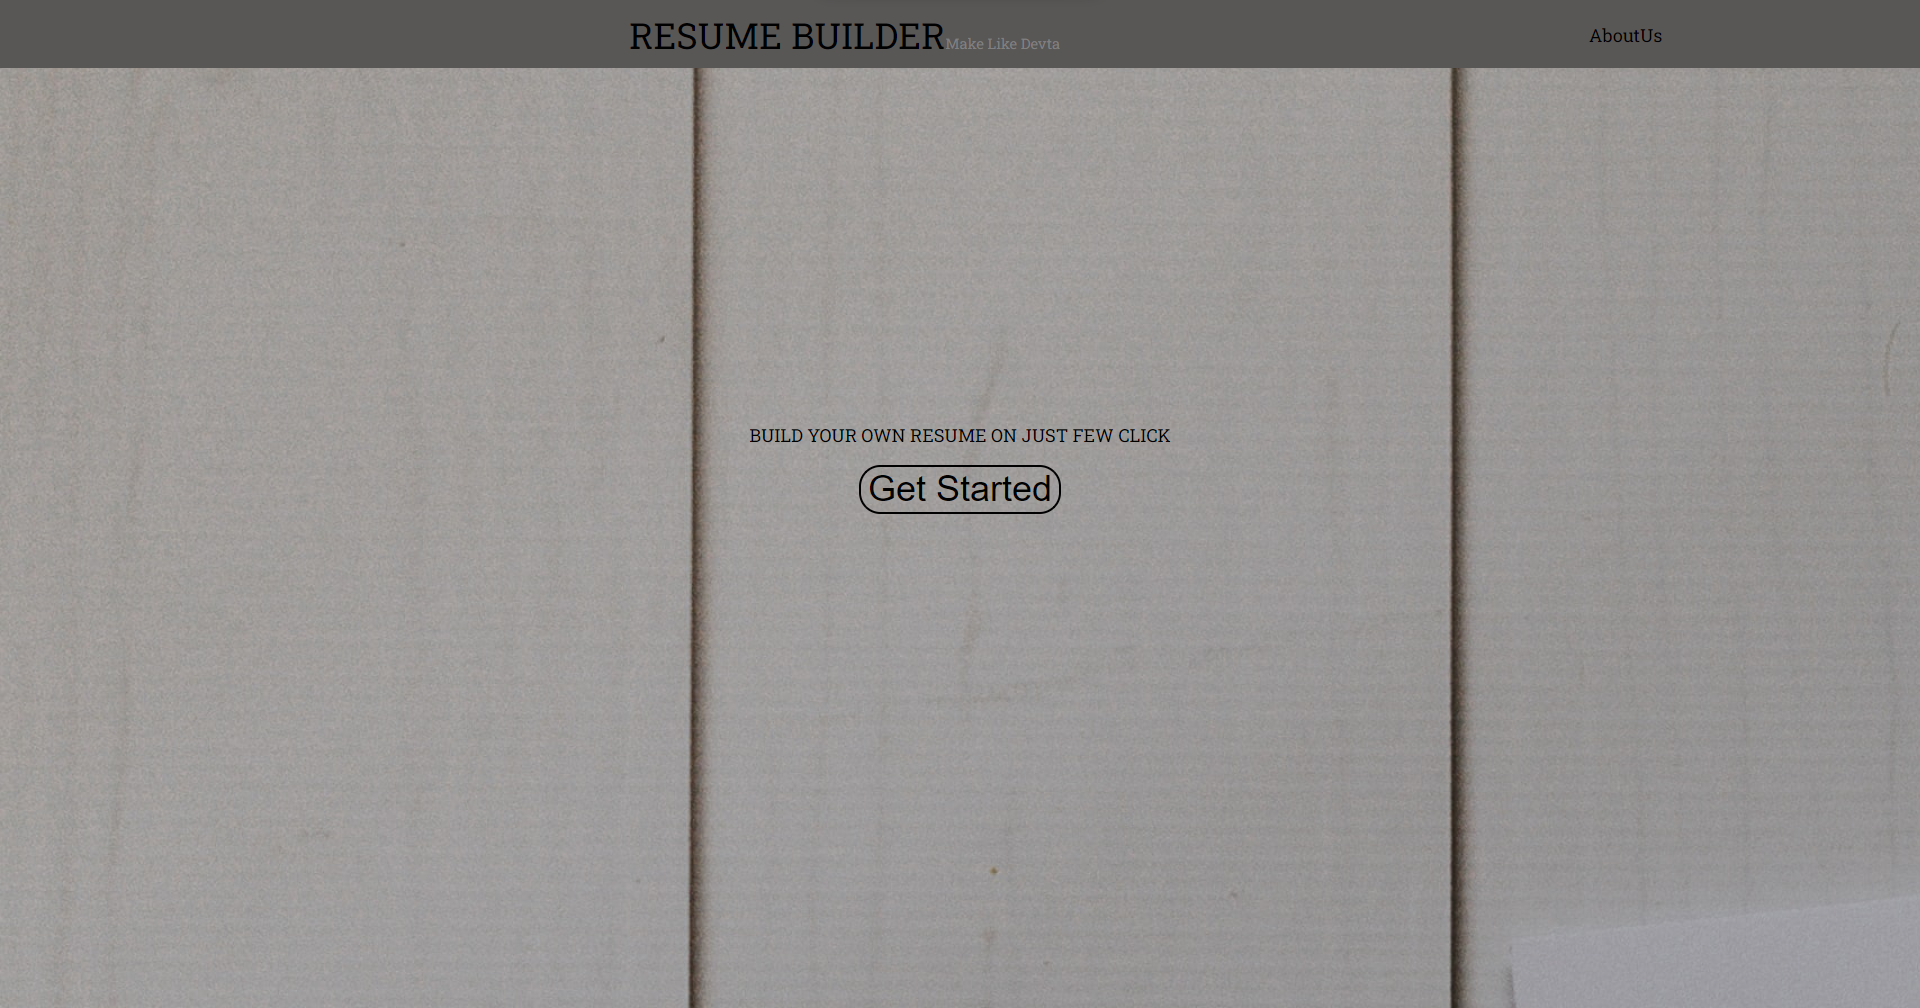 RESUME BUILDER Make Like Devta
AboutUs
BUILD YOUR OWN RESUME ON JUST FEW CLICK
Get Started